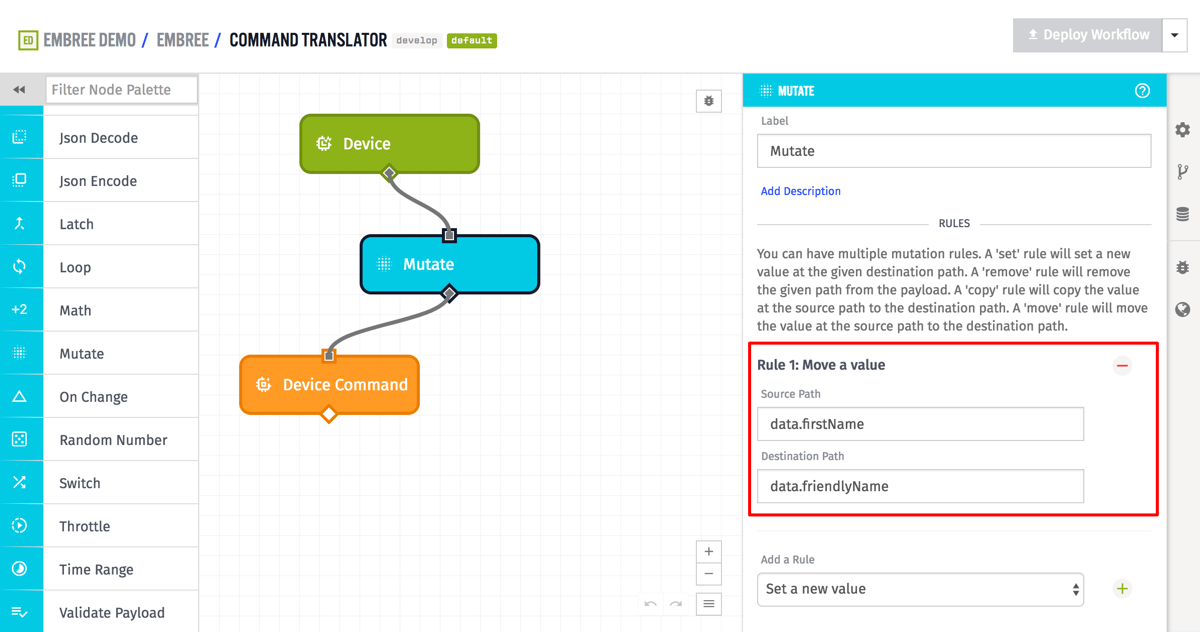 ED EMBREE DEMO / EMBREE / COMMAND TRANSLATOR develop default
Deploy Workflow
Filter Node Palette
Json Decode
Json Encode
Latch
Loop
+2 Math
Mutate
On Change
Random Number
Switch
Throttle
Time Range
Validate Payload
Device
Mutate
Device Command
MUTATE
Label
Mutate
Add Description
RULES
You can have multiple mutation rules. A 'set' rule will set a new
value at the given destination path. A 'remove' rule will remove
the given path from the payload. A 'copy' rule will copy the value
at the source path to the destination path. A 'move' rule will move
the value at the source path to the destination path.
Rule 1: Move a value
Source Path
data.firstName
Destination Path
data.friendlyName
Add a Rule
Set a new value